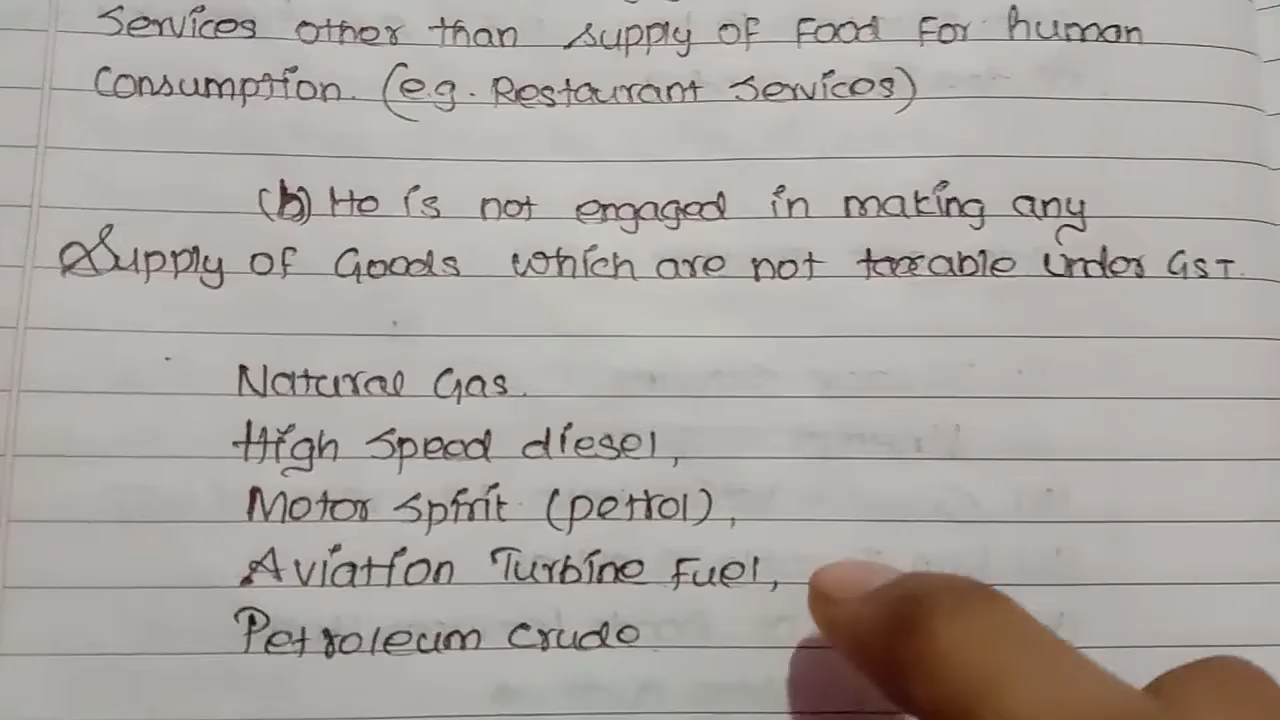 Services other than supply of Food For human
Consumption. (e.g. Restaurant Services)
(b) He is not engaged in making any
Supply of Goods which are not taxable under GST.
Natural Gas.
High Speed diesel,
Motor Spirit (petrol),
Aviation Turbine Fuel,
Petroleum crude